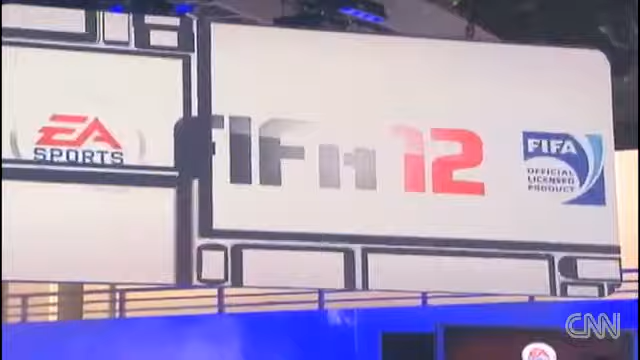 EA
SPORTS
FIFA 12
FIFA
OFFICIAL
LICENSED
PRODUCT
CNN